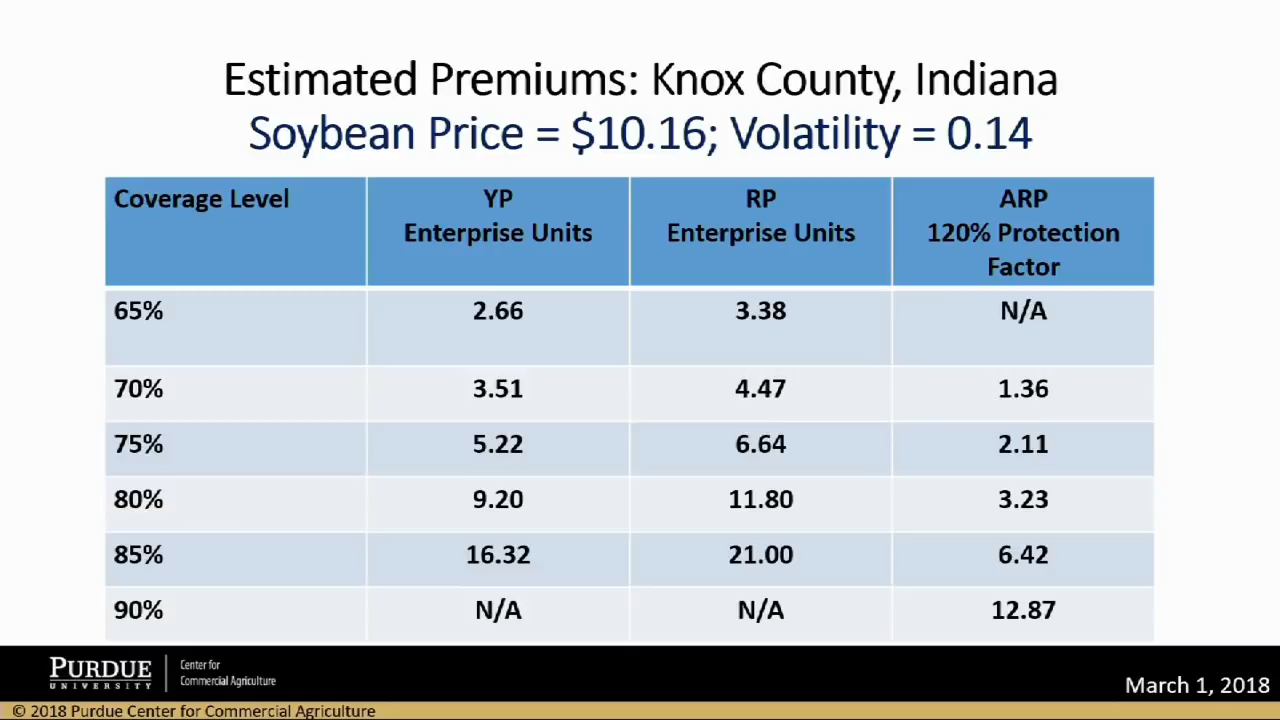 Estimated Premiums: Knox County, Indiana
Soybean Price = $10.16; Volatility = 0.14
Coverage Level YP RP ARP
Enterprise Units Enterprise Units 120% Protection
Factor
65% 2.66 3.38 N/A
70% 3.51 4.47 1.36
75% 5.22 6.64 2.11
80% 9.20 11.80 3.23
85% 16.32 21.00 6.42
90% N/A N/A 12.87
PURDUE
UNIVERSITY
Center for
Commercial Agriculture
March 1, 2018
© 2018 Purdue Center for Commercial Agriculture